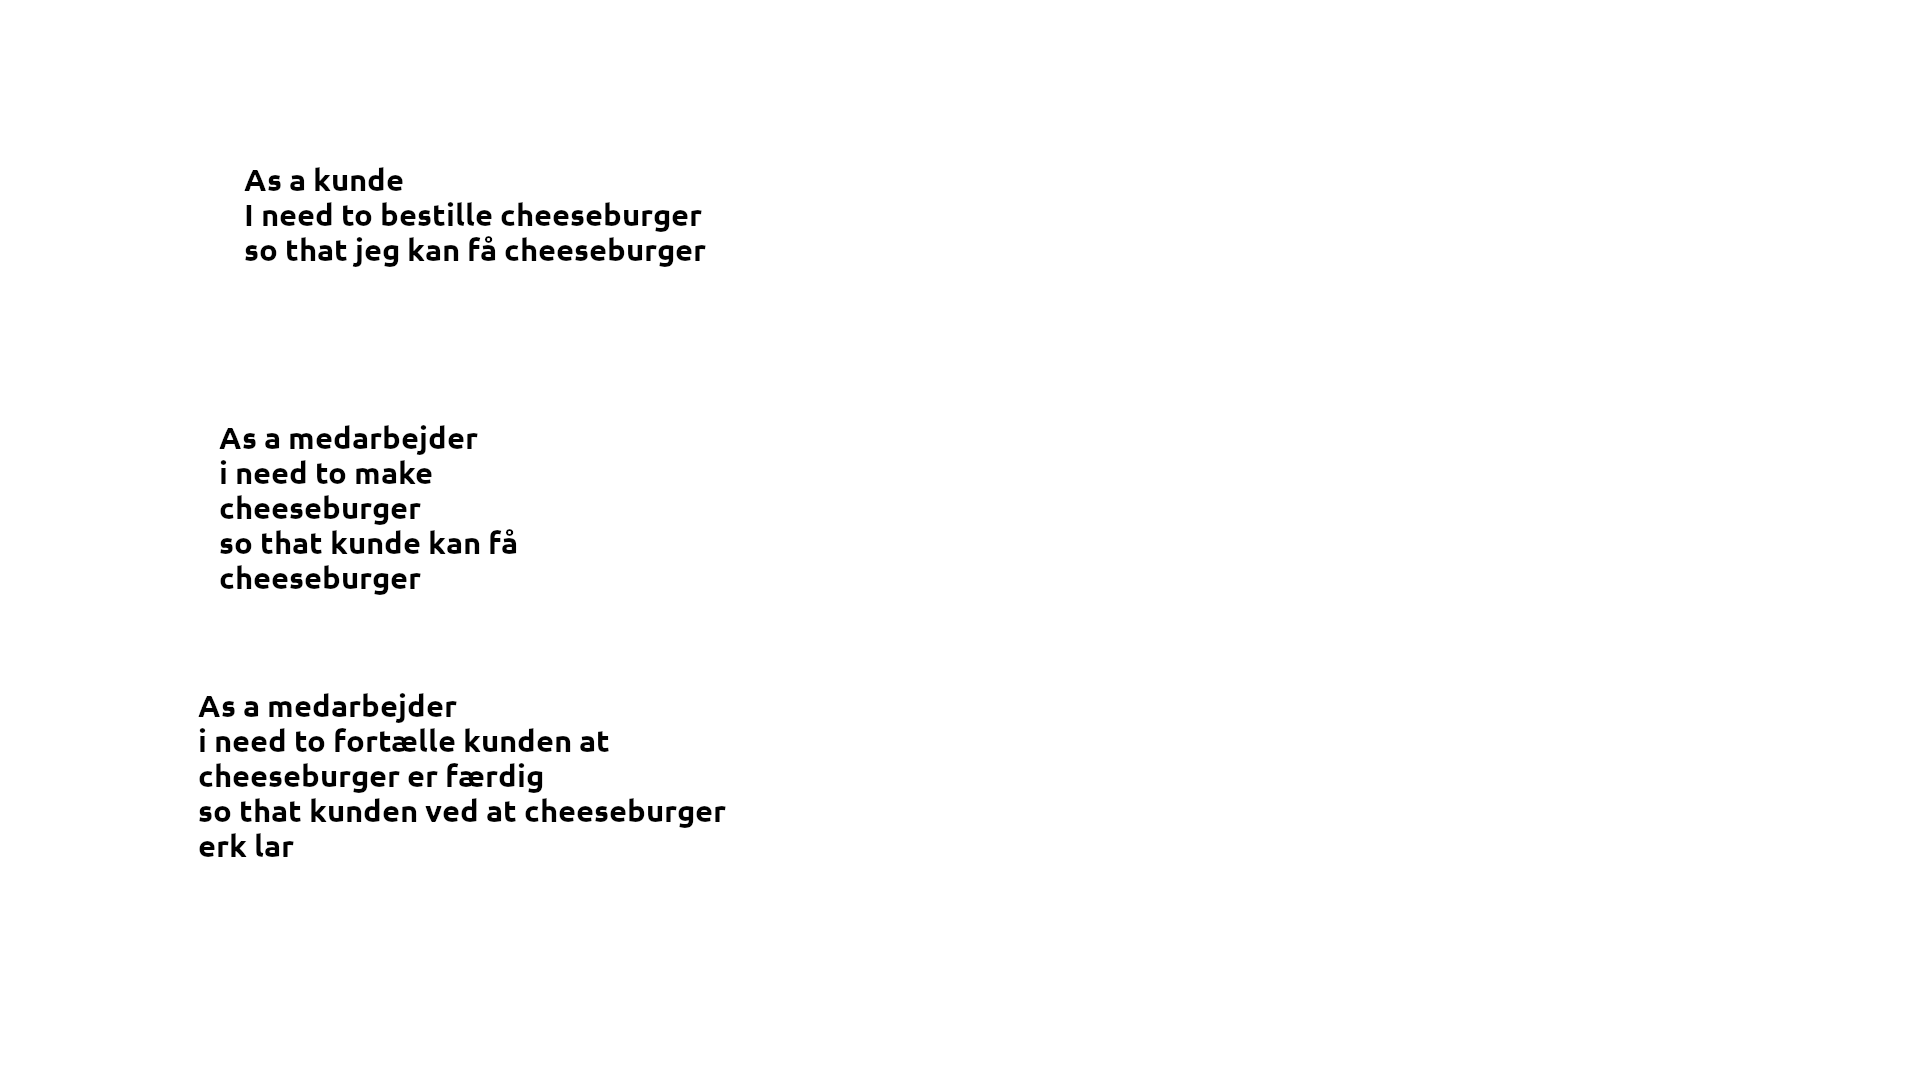 As a kunde
I need to bestille cheeseburger
so that jeg kan få cheeseburger
As a medarbejder
i need to make
cheeseburger
so that kunde kan få
cheeseburger
As a medarbejder
i need to fortælle kunden at
cheeseburger er færdig
so that kunden ved at cheeseburger
erk lar